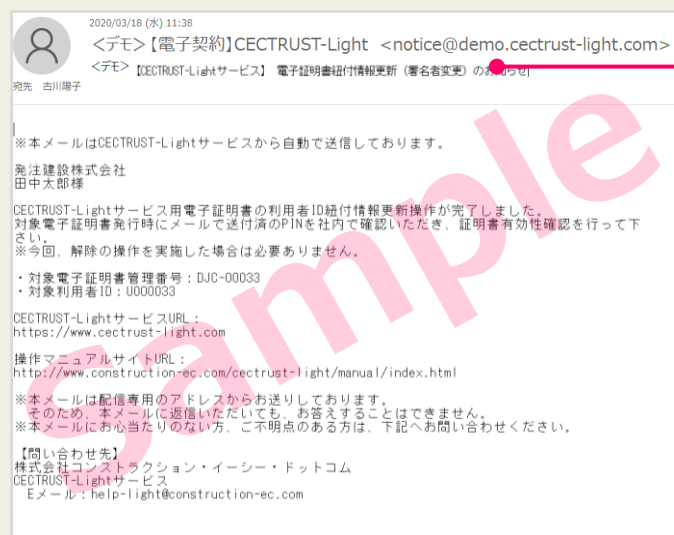 2020/03/18 (水) 11:38
<デモ>【電子契約】CECTRUST-Light <notice@demo.cectrust-light.com>
<デモ>【CECTRUST-Lightサービス】 電子証明書紐付情報更新（署名者変更）のお知らせ
宛先 古川陽子
※本メールはCECTRUST-Lightサービスから自動で送信しております。
発注建設株式会社
田中太郎様
CECTRUST-Lightサービス用電子証明書の利用者ID紐付情報更新操作が完了しました。
対象電子証明書発行時にメールで送付済のPINを社内で確認いただき、証明書有効性確認を行って下
さい。
※今回、解除の操作を実施した場合は必要ありません。
・対象電子証明書管理番号：DJC-00033
・対象利用者ID：U000033
CECTRUST-LightサービスURL：
https://www.cectrust-light.com
操作マニュアルサイトURL：
http://www.construction-ec.com/cectrust-light/manual/index.html
※本メールは配信専用のアドレスからお送りしております。
そのため、本メールに返信いただいても、お答えすることはできません。
※本メールにお心当たりのない方、ご不明点のある方は、下記へお問い合わせください。
【問い合わせ先】
株式会社コンストラクション・イーシー・ドットコム
CECTRUST-Lightサービス
Eメール：help-light@construction-ec.com
Sample